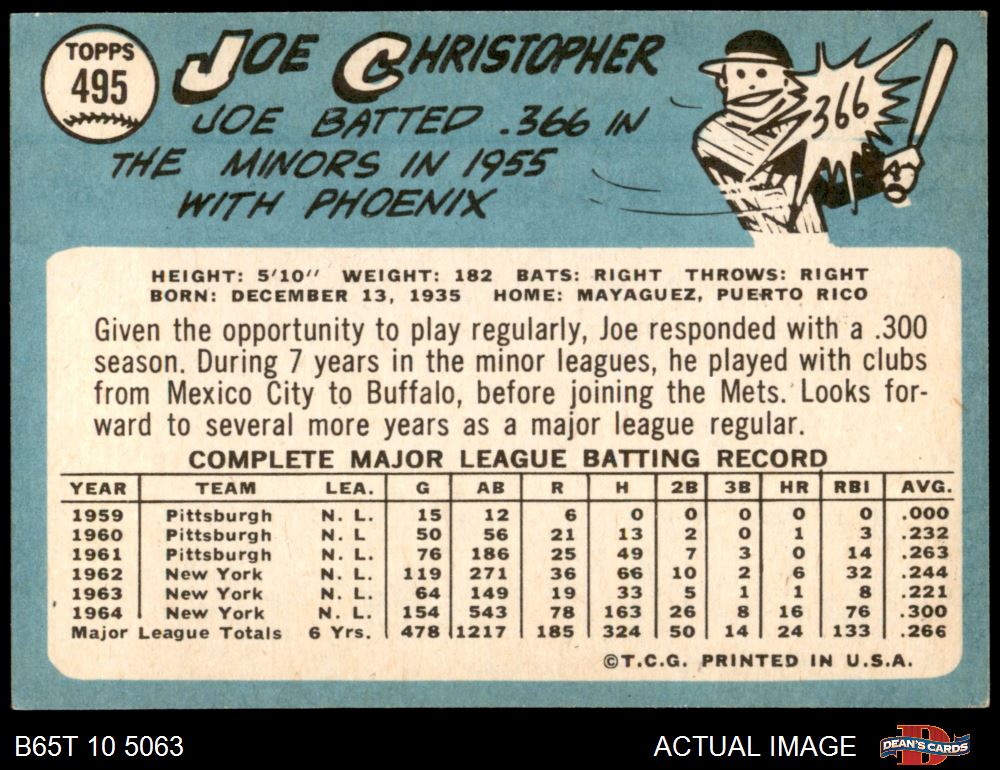 TOPPS
495
JOE CHRISTOPHER
JOE BATTED .366 IN
THE MINORS IN 1955
WITH PHOENIX
366
HEIGHT: 5'10" WEIGHT: 182 BATS: RIGHT THROWS: RIGHT
BORN: DECEMBER 13, 1935 HOME: MAYAGUEZ, PUERTO RICO
Given the opportunity to play regularly, Joe responded with a .300
season. During 7 years in the minor leagues, he played with clubs
from Mexico City to Buffalo, before joining the Mets. Looks for-
ward to several more years as a major league regular.
COMPLETE MAJOR LEAGUE BATTING RECORD
YEAR TEAM LEA. G AB R H 2B 3B HR RBI AVG.
1959 Pittsburgh N. L. 15 12 6 0 0 0 0 0 .000
1960 Pittsburgh N. L 50 56 21 13 2 0 1 3 .232
1961 Pittsburgh N. L. 76 186 25 49 7 3 0 14 .263
1962 New York N. L. 119 271 36 66 10 2 6 32 .244
1963 New York N. L. 64 149 19 33 5 1 1 8 .221
1964 New York N. L. 154 543 78 163 26 8 16 76 .300
Major League Totals 6 Yrs. 478 1217 185 324 50 14 24 133 .266
©T.C.G. PRINTED IN U.S.A.
B65T 10 5063 ACTUAL IMAGE DEAN'S CARDS